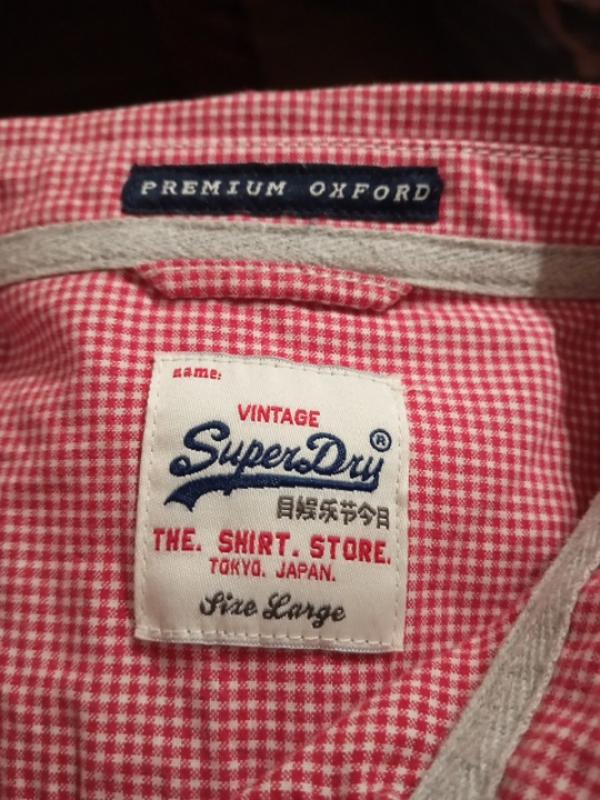 PREMIUM OXFORD
name:
VINTAGE
SuperDry®
目娱乐节今日
THE. SHIRT. STORE.
TOKYO. JAPAN.
Size Large